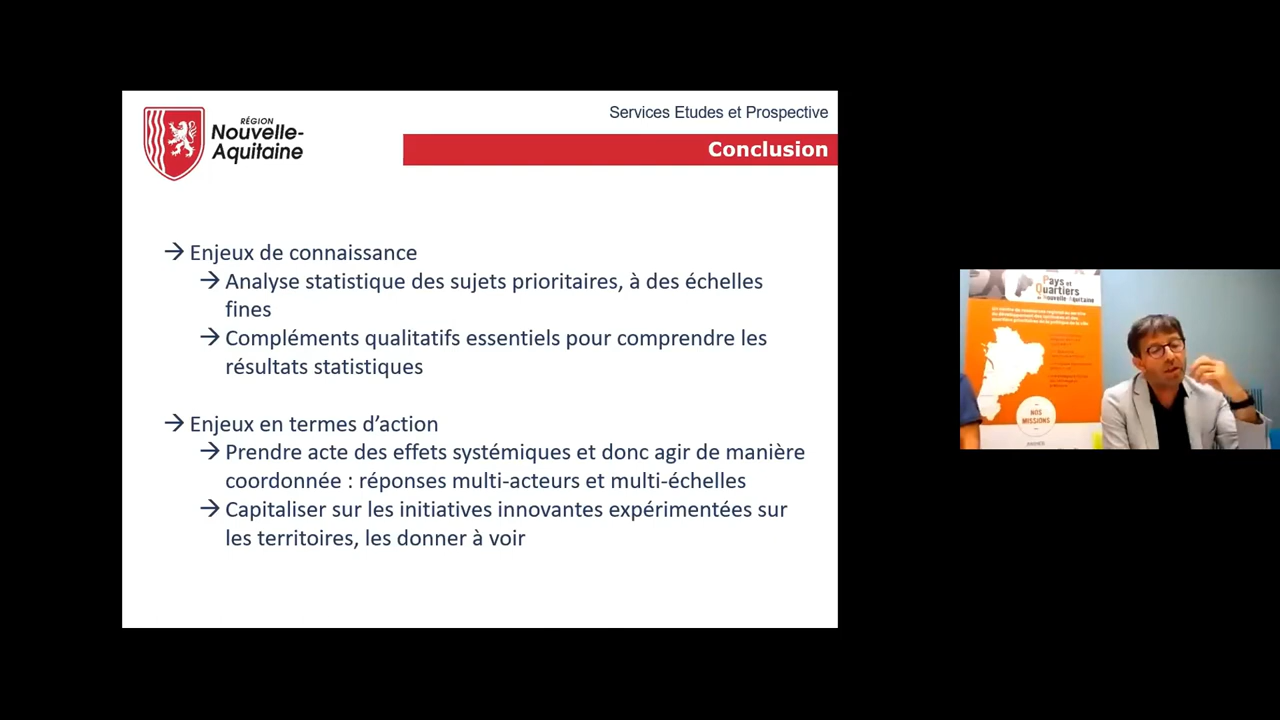 RÉGION
Nouvelle-
Aquitaine
Services Etudes et Prospective
Conclusion
→ Enjeux de connaissance
→ Analyse statistique des sujets prioritaires, à des échelles
fines
→ Compléments qualitatifs essentiels pour comprendre les
résultats statistiques
→ Enjeux en termes d’action
→ Prendre acte des effets systémiques et donc agir de manière
coordonnée : réponses multi-acteurs et multi-échelles
→ Capitaliser sur les initiatives innovantes expérimentées sur
les territoires, les donner à voir
Pays et
Quartiers
de Nouvelle-Aquitaine
NOS
MISSIONS